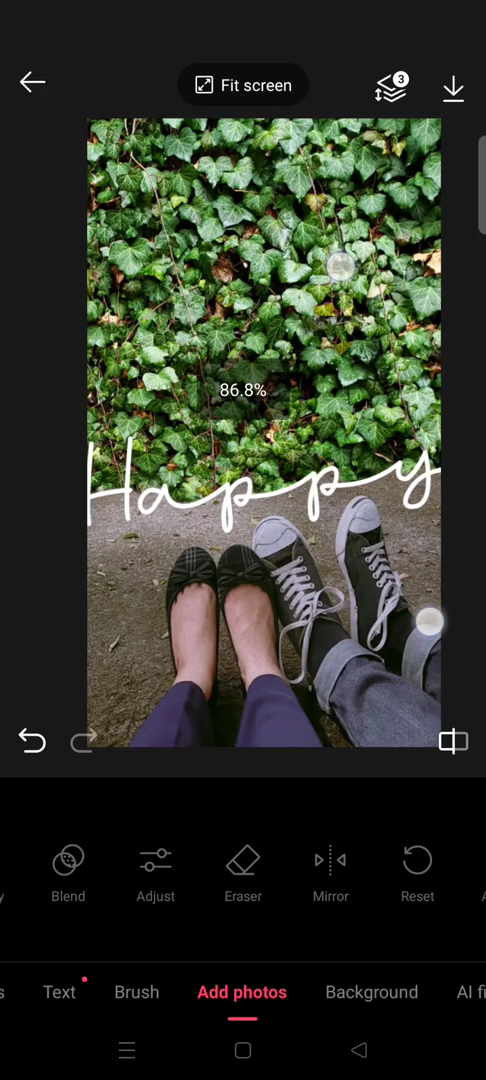 Fit screen
3
86.8%
Happy
Blend
Adjust
Eraser
Mirror
Reset
Text
Brush
Add photos
Background
AI fi